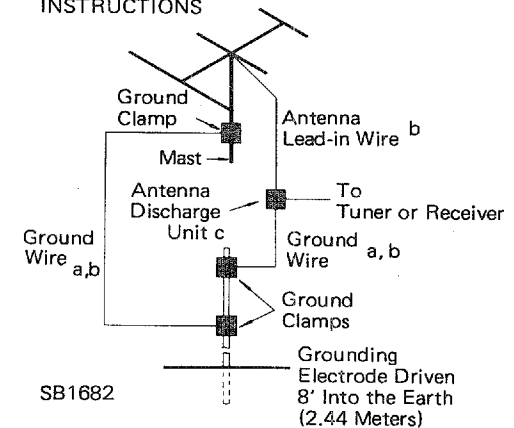 INSTRUCTIONS
Ground
Clamp
Antenna
Lead-in Wire b
Mast
Antenna
Discharge
Unit c
To
Tuner or Receiver
Ground
Wire a,b
Ground
Wire a, b
Ground
Clamps
Grounding
Electrode Driven
8' Into the Earth
(2.44 Meters)
SB1682